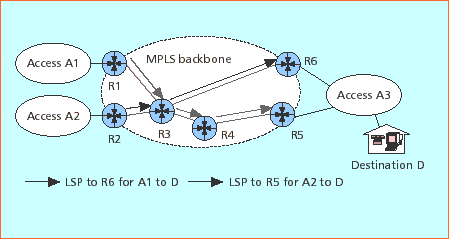 Access A1
MPLS backbone
R6
R1
Access A3
Access A2
R2
R3
R4
R5
Destination D
LSP to R6 for A1 to D
LSP to R5 for A2 to D